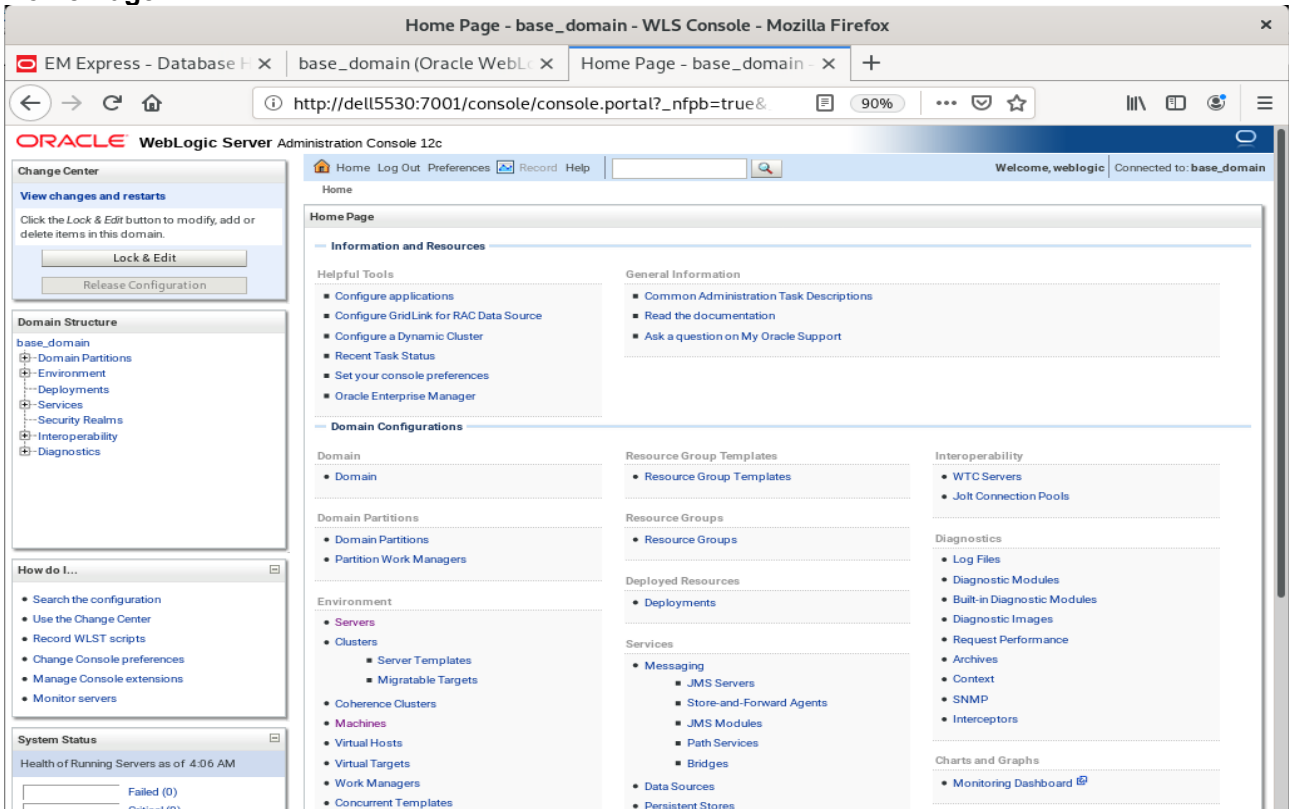 Home Page - base_domain - WLS Console - Mozilla Firefox
EM Express - Database H
base_domain (Oracle WebLo
Home Page - base_domain -
http://dell5530:7001/console/console.portal?_nfpb=true&
90%
ORACLE WebLogic Server Administration Console 12c
Change Center
View changes and restarts
Click the Lock & Edit button to modify, add or
delete items in this domain.
Lock & Edit
Release Configuration
Domain Structure
base_domain
Domain Partitions
Environment
Deployments
Services
Security Realms
Interoperability
Diagnostics
How do I...
Search the configuration
Use the Change Center
Record WLST scripts
Change Console preferences
Manage Console extensions
Monitor servers
System Status
Health of Running Servers as of 4:06 AM
Failed (0)
Home Log Out Preferences Record Help
Welcome, weblogic Connected to: base_domain
Home
Home Page
Information and Resources
Helpful Tools
Configure applications
Configure GridLink for RAC Data Source
Configure a Dynamic Cluster
Recent Task Status
Set your console preferences
Oracle Enterprise Manager
General Information
Common Administration Task Descriptions
Read the documentation
Ask a question on My Oracle Support
Domain Configurations
Domain
Domain
Domain Partitions
Domain Partitions
Partition Work Managers
Environment
Servers
Clusters
Server Templates
Migratable Targets
Coherence Clusters
Machines
Virtual Hosts
Virtual Targets
Work Managers
Concurrent Templates
Resource Group Templates
Resource Group Templates
Resource Groups
Resource Groups
Deployed Resources
Deployments
Services
Messaging
JMS Servers
Store-and-Forward Agents
JMS Modules
Path Services
Bridges
Data Sources
Persistent Stores
Interoperability
WTC Servers
Jolt Connection Pools
Diagnostics
Log Files
Diagnostic Modules
Built-in Diagnostic Modules
Diagnostic Images
Request Performance
Archives
Context
SNMP
Interceptors
Charts and Graphs
Monitoring Dashboard